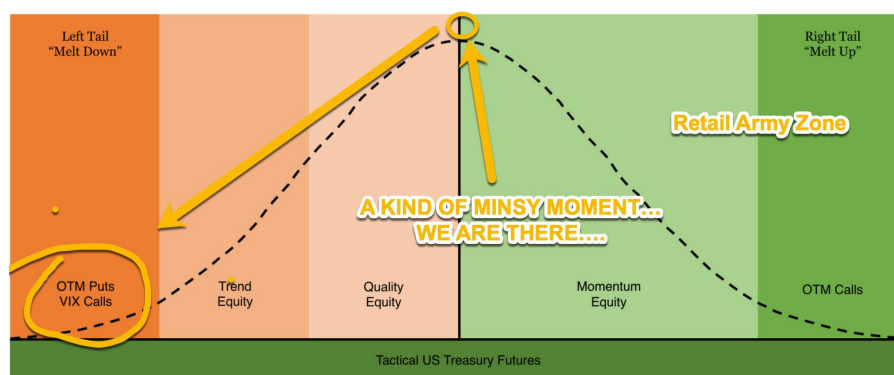 Left Tail
"Melt Down"
Right Tail
"Melt Up"
Retail Army Zone
A KIND OF MINSY MOMENT...
WE ARE THERE....
OTM Puts
VIX Calls
Trend
Equity
Quality
Equity
Momentum
Equity
OTM Calls
Tactical US Treasury Futures